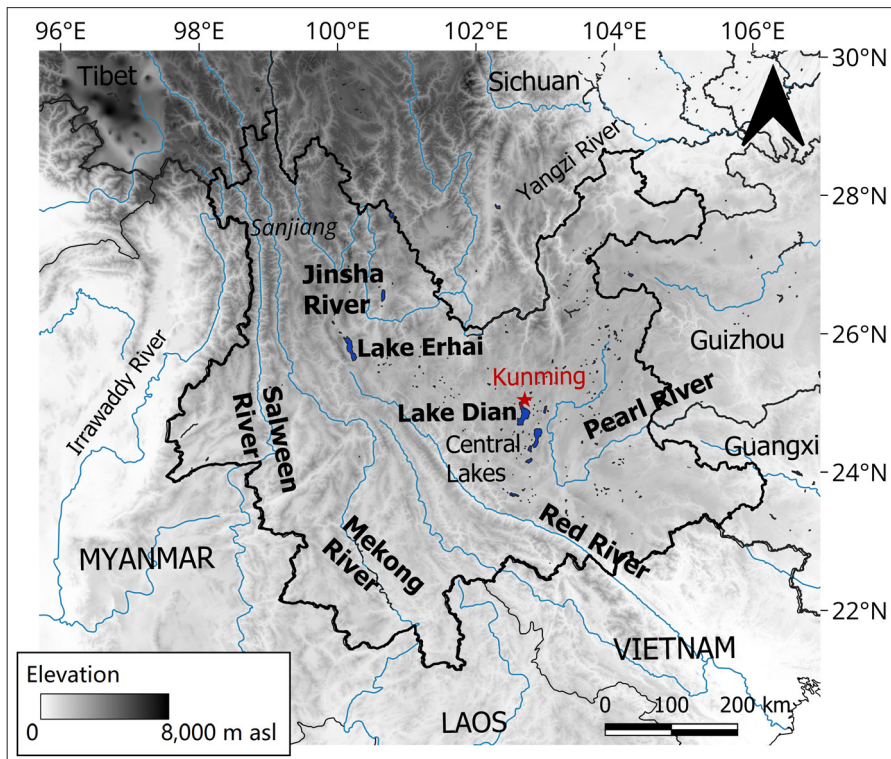 96°E 98°E 100°E 102°E 104°E 106°E
30°N
Tibet
Sichuan
Yangzi River
28°N
Sanjiang
Jinsha
River
26°N
Lake Erhai
Guizhou
Irrawaddy River
Kunming
Lake Dian
Pearl River
Salween
River
Central
Lakes
Guangxi
24°N
Mekong
River
Red River
MYANMAR
22°N
VIETNAM
Elevation
0 8,000 m asl
LAOS
0 100 200 km